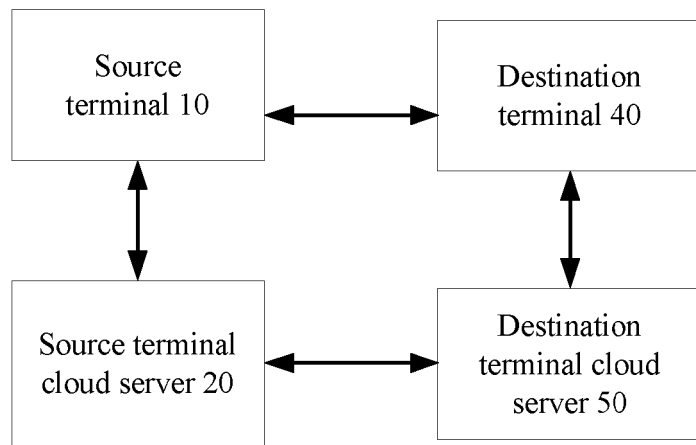 Source
terminal 10
Destination
terminal 40
Source terminal
cloud server 20
Destination
terminal cloud
server 50